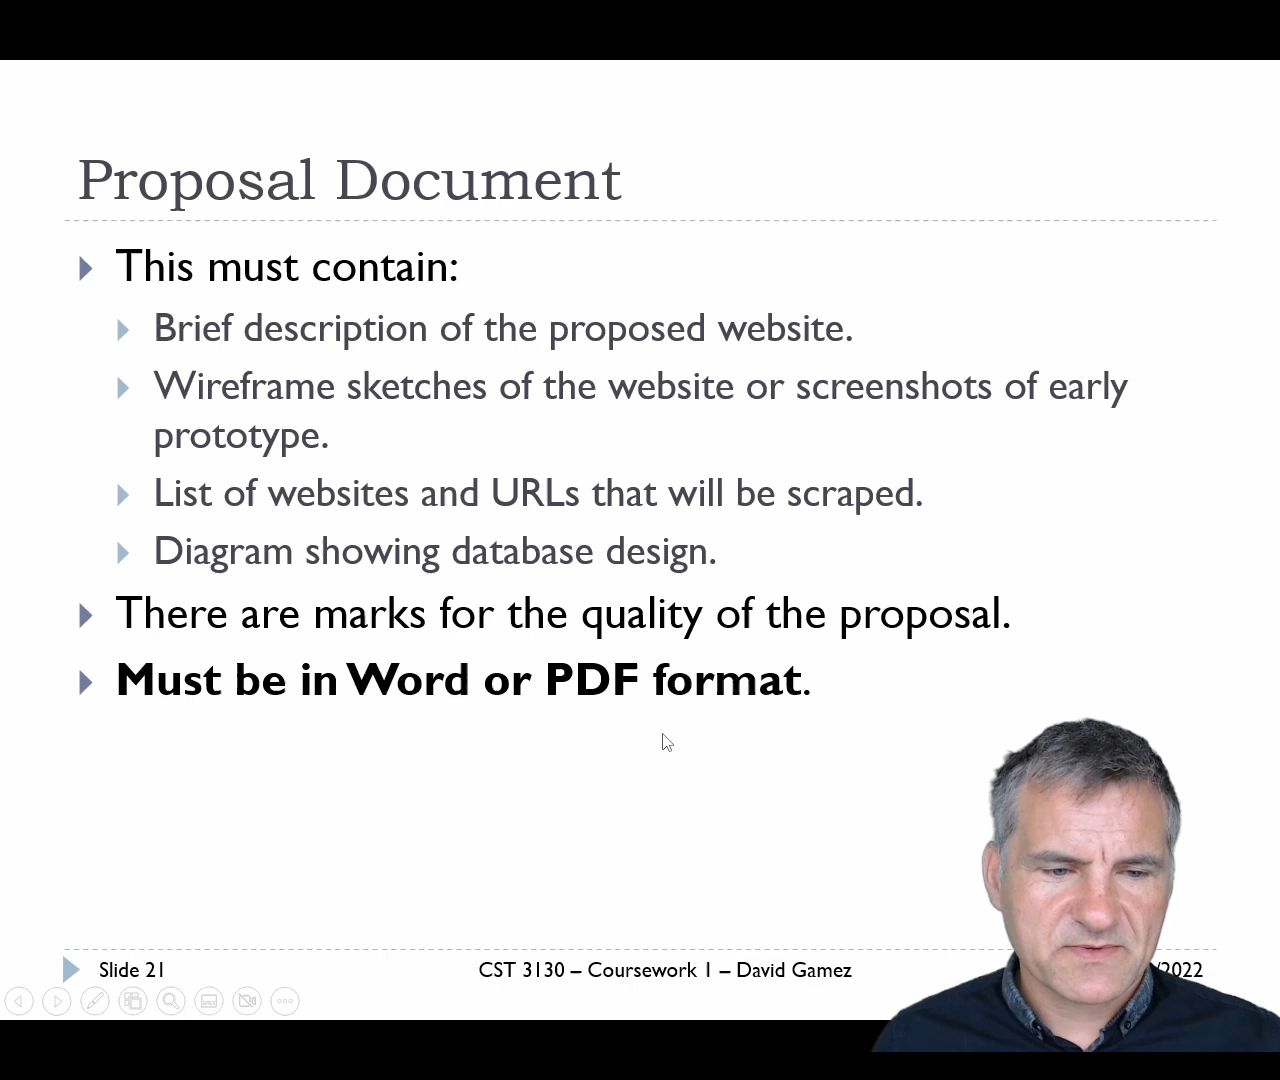 Proposal Document
This must contain:
Brief description of the proposed website.
Wireframe sketches of the website or screenshots of early
prototype.
List of websites and URLs that will be scraped.
Diagram showing database design.
There are marks for the quality of the proposal.
Must be in Word or PDF format.
Slide 21
CST 3130 – Coursework 1 – David Gamez
/2022